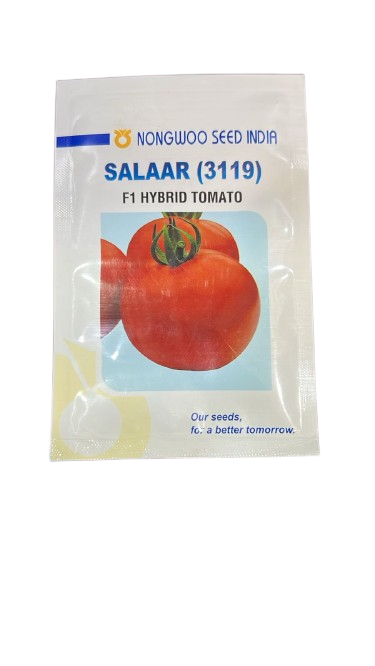 NONGWOO SEED INDIA
SALAAR (3119)
F1 HYBRID TOMATO
Our seeds,
for a better tomorrow.